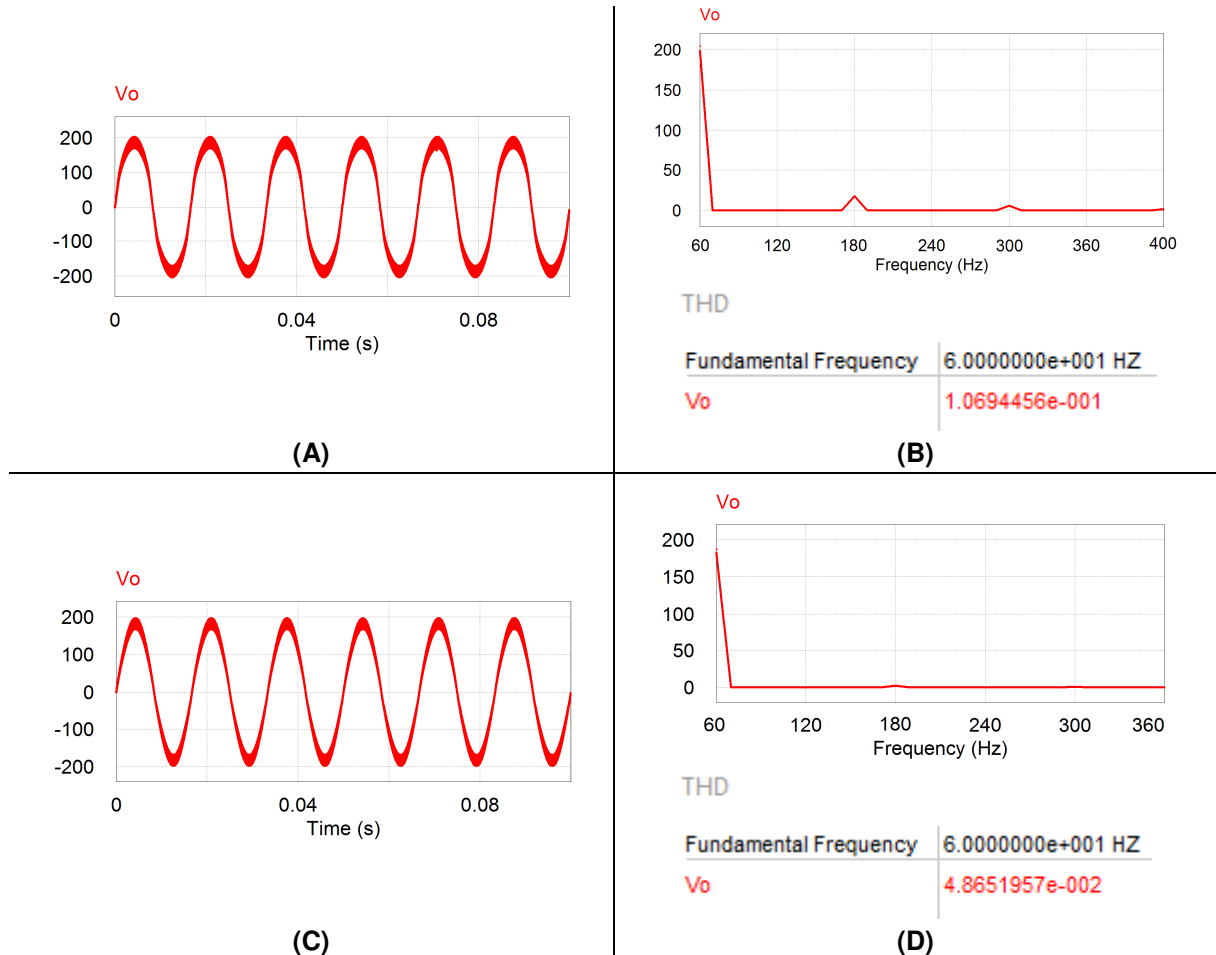 Vo
200
100
0
-100
-200
0 0.04 0.08
Time (s)
(A)
Vo
200
150
100
50
0
60 120 180 240 300 360 400
Frequency (Hz)
THD
Fundamental Frequency 6.0000000e+001 HZ
Vo 1.0694456e-001
(B)
Vo
200
100
0
-100
-200
0 0.04 0.08
Time (s)
(C)
Vo
200
150
100
50
0
60 120 180 240 300 360
Frequency (Hz)
THD
Fundamental Frequency 6.0000000e+001 HZ
Vo 4.8651957e-002
(D)